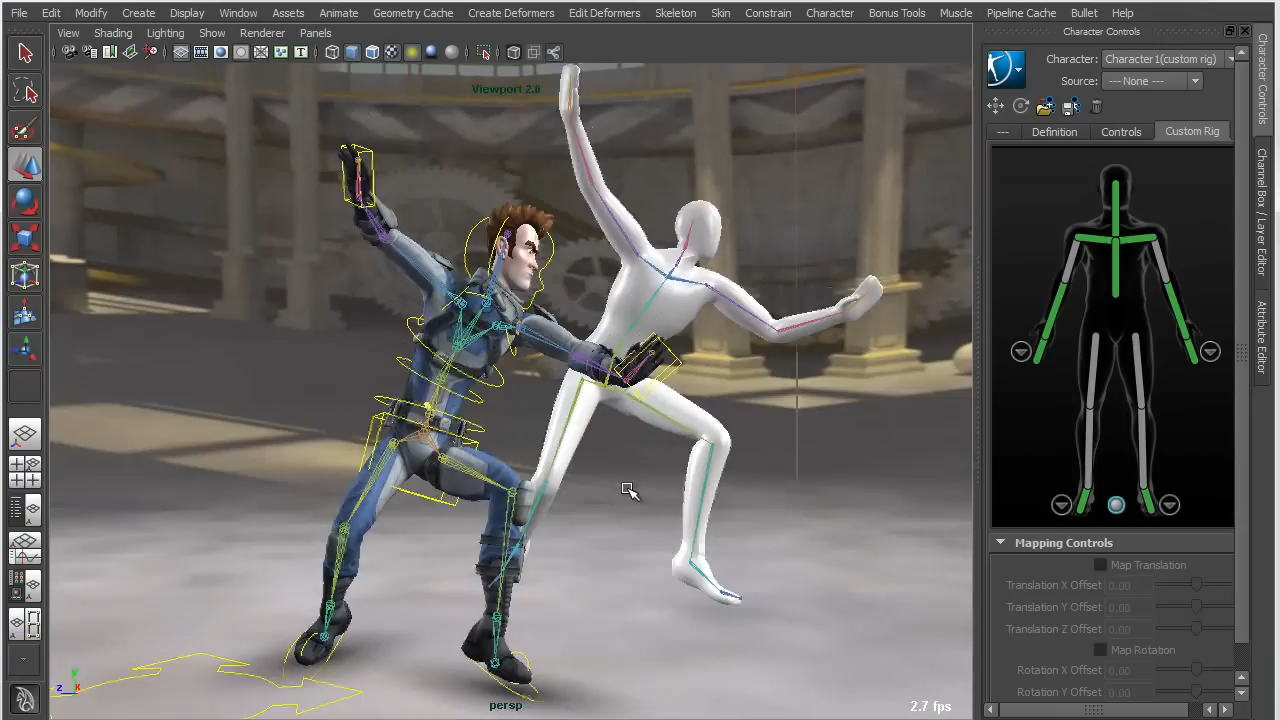 File Edit Modify Create Display Window Assets Animate Geometry Cache Create Deformers Edit Deformers Skeleton Skin Constrain Character Bonus Tools Muscle Pipeline Cache Bullet Help
View Shading Lighting Show Renderer Panels
Character Controls
Character: Character1(custom rig)
Source: --- None ---
--- Definition Controls Custom Rig
Viewport 2.0
Character Controls
Channel Box / Layer Editor
Attribute Editor
Mapping Controls
Map Translation
Translation X Offset 0.00
Translation Y Offset 0.00
Translation Z Offset 0.00
Map Rotation
Rotation X Offset 0.00
Rotation Y Offset 0.00
T
Y
Z X
persp
2.7 fps